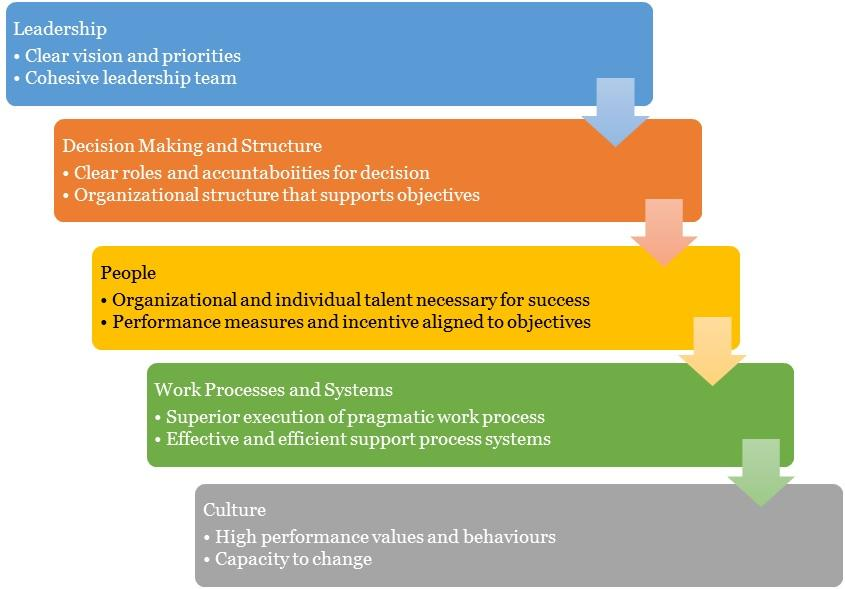 Leadership
• Clear vision and priorities
• Cohesive leadership team
Decision Making and Structure
• Clear roles and accuntaboiities for decision
• Organizational structure that supports objectives
People
• Organizational and individual talent necessary for success
• Performance measures and incentive aligned to objectives
Work Processes and Systems
• Superior execution of pragmatic work process
• Effective and efficient support process systems
Culture
• High performance values and behaviours
• Capacity to change